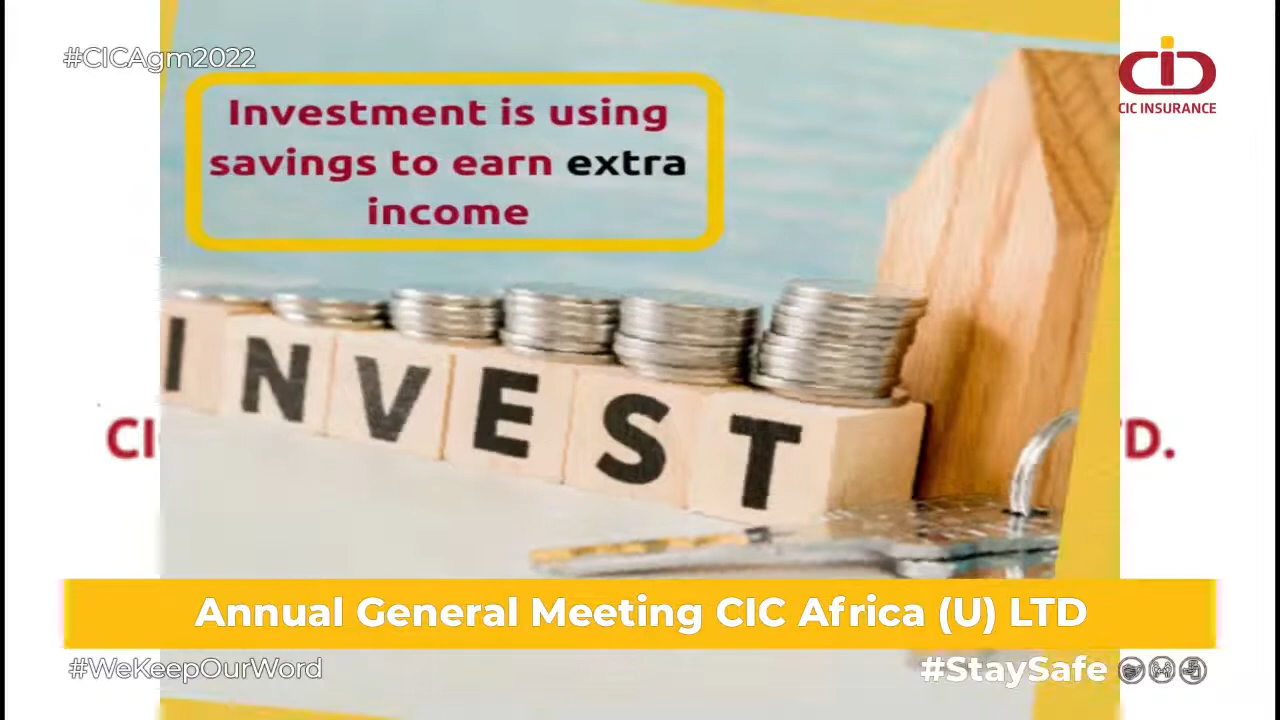 #CICAgm2022
CIC INSURANCE
Investment is using
savings to earn extra
income
INVEST
CI
D.
Annual General Meeting CIC Africa (U) LTD
#WeKeepOurWord
#StaySafe